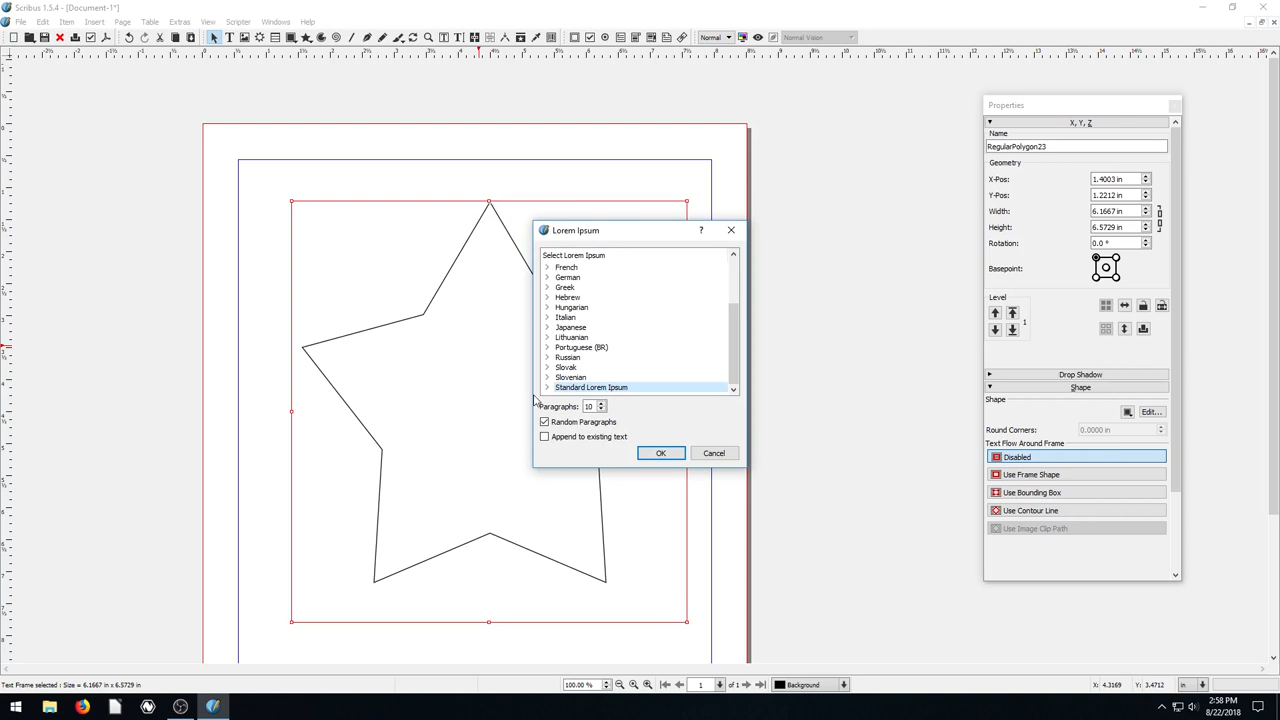 Scribus 1.5.4 - [Document-1*]
File Edit Item Insert Page Table Extras View Scripter Windows Help
Normal
Normal Vision
Properties
X, Y, Z
Name
RegularPolygon23
Geometry
X-Pos: 1.4003 in
Y-Pos: 1.2212 in
Width: 6.1667 in
Height: 6.5729 in
Rotation: 0.0 °
Basepoint:
Level
1
Drop Shadow
Shape
Shape
Edit...
Round Corners: 0.0000 in
Text Flow Around Frame
Disabled
Use Frame Shape
Use Bounding Box
Use Contour Line
Use Image Clip Path
Lorem Ipsum
Select Lorem Ipsum
French
German
Greek
Hebrew
Hungarian
Italian
Japanese
Lithuanian
Portuguese (BR)
Russian
Slovak
Slovenian
Standard Lorem Ipsum
Paragraphs: 10
Random Paragraphs
Append to existing text
OK Cancel
Text Frame selected : Size = 6.1667 in x 6.5729 in
100.00 %
1 of 1
Background
X: 4.3169 Y: 3.4712 in
2:58 PM
8/22/2018